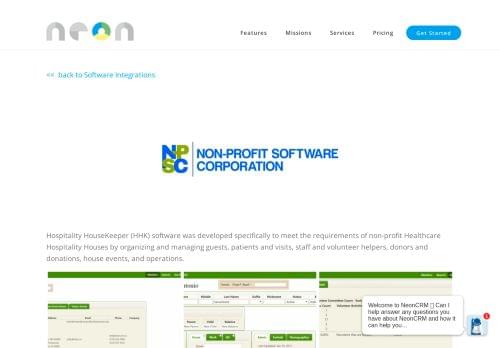 neon
Features Missions Services Pricing Get Started
<< back to Software Integrations
NPSC NON-PROFIT SOFTWARE
CORPORATION
Hospitality HouseKeeper (HHK) software was developed specifically to meet the requirements of non-profit Healthcare
Hospitality Houses by organizing and managing guests, patients and visits, staff and volunteer helpers, donors and
donations, house events, and operations.
Welcome to NeonCRM Can I
help answer any questions you
have about NeonCRM and how it
can help you...
1